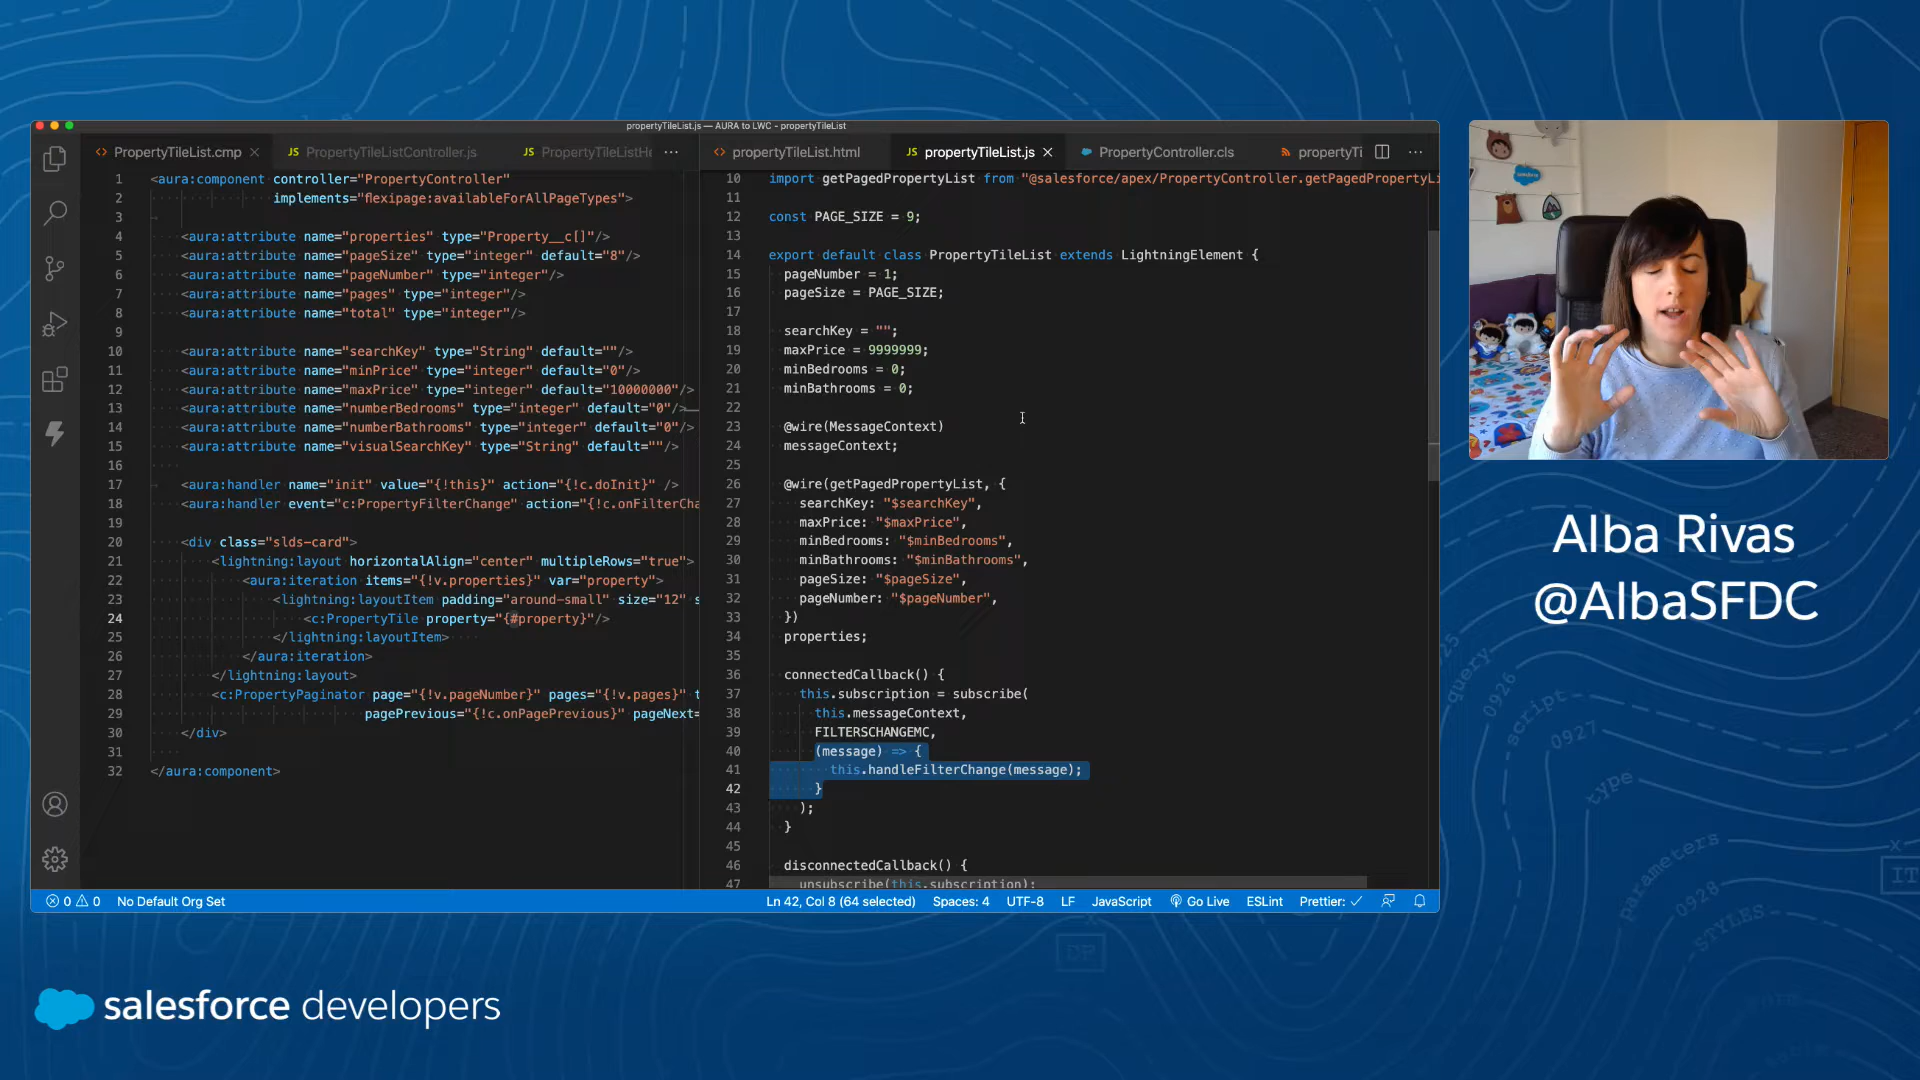 propertyTileList.js — AURA to LWC - propertyTileList
PropertyTileList.cmp
JS PropertyTileListController.js
JS PropertyTileListHe
propertyTileList.html
JS propertyTileList.js
PropertyController.cls
propertyTi
1 <aura:component controller="PropertyController"
2 implements="flexipage:availableForAllPageTypes">
3
4 <aura:attribute name="properties" type="Property__c[]"/>
5 <aura:attribute name="pageSize" type="integer" default="8"/>
6 <aura:attribute name="pageNumber" type="integer"/>
7 <aura:attribute name="pages" type="integer"/>
8 <aura:attribute name="total" type="integer"/>
9
10 <aura:attribute name="searchKey" type="String" default=""/>
11 <aura:attribute name="minPrice" type="integer" default="0"/>
12 <aura:attribute name="maxPrice" type="integer" default="10000000"/>
13 <aura:attribute name="numberBedrooms" type="integer" default="0"/>
14 <aura:attribute name="numberBathrooms" type="integer" default="0"/>
15 <aura:attribute name="visualSearchKey" type="String" default=""/>
16
17 <aura:handler name="init" value="{!this}" action="{!c.doInit}" />
18 <aura:handler event="c:PropertyFilterChange" action="{!c.onFilterCha
19
20 <div class="slds-card">
21 <lightning:layout horizontalAlign="center" multipleRows="true">
22 <aura:iteration items="{!v.properties}" var="property">
23 <lightning:layoutItem padding="around-small" size="12" s
24 <c:PropertyTile property="{#property}"/>
25 </lightning:layoutItem>
26 </aura:iteration>
27 </lightning:layout>
28 <c:PropertyPaginator page="{!v.pageNumber}" pages="{!v.pages}" t
29 pagePrevious="{!c.onPagePrevious}" pageNext=
30 </div>
31
32 </aura:component>
10 import getPagedPropertyList from "@salesforce/apex/PropertyController.getPagedPropertyLi
11
12 const PAGE_SIZE = 9;
13
14 export default class PropertyTileList extends LightningElement {
15 pageNumber = 1;
16 pageSize = PAGE_SIZE;
17
18 searchKey = "";
19 maxPrice = 9999999;
20 minBedrooms = 0;
21 minBathrooms = 0;
22
23 @wire(MessageContext)
24 messageContext;
25
26 @wire(getPagedPropertyList, {
27 searchKey: "$searchKey",
28 maxPrice: "$maxPrice",
29 minBedrooms: "$minBedrooms",
30 minBathrooms: "$minBathrooms",
31 pageSize: "$pageSize",
32 pageNumber: "$pageNumber",
33 })
34 properties;
35
36 connectedCallback() {
37 this.subscription = subscribe(
38 this.messageContext,
39 FILTERSCHANGEMC,
40 (message) => {
41 this.handleFilterChange(message);
42 }
43 );
44 }
45
46 disconnectedCallback() {
47 unsubscribe(this.subscription);
0 0 No Default Org Set
Ln 42, Col 8 (64 selected) Spaces: 4 UTF-8 LF JavaScript Go Live ESLint Prettier: ✓
Alba Rivas
@AlbaSFDC
salesforce developers
query
0926
script
0927
type
parameters
0928
STYLES
IT
DP